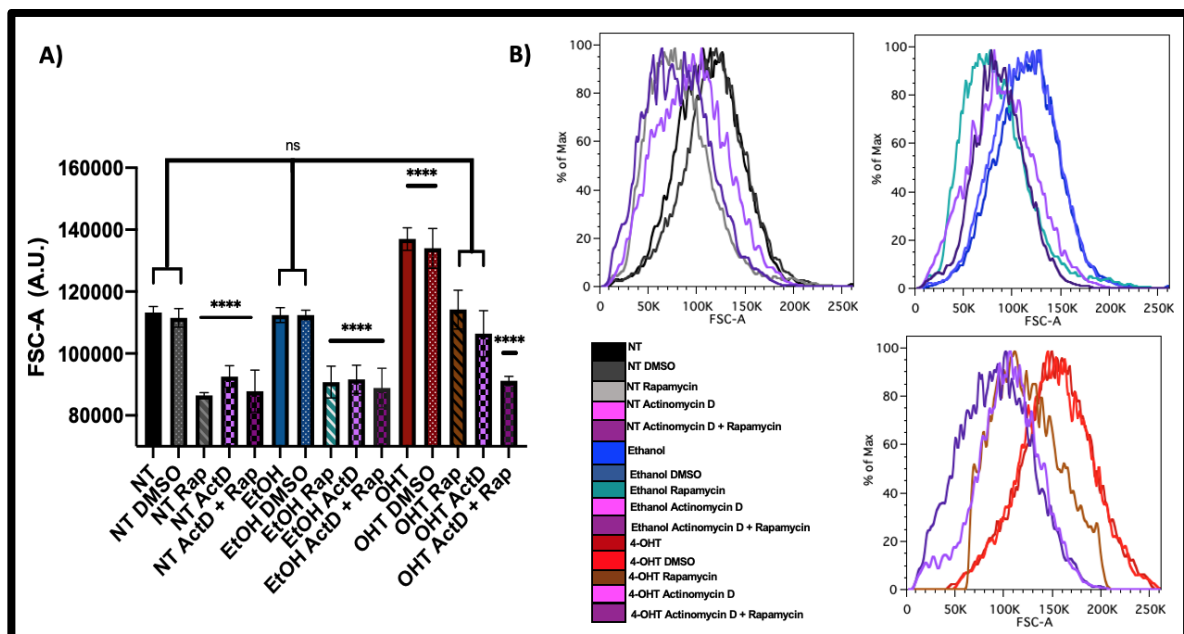 A)
B)
ns
****
****
****
****
160000
140000
120000
100000
80000
FSC-A (A.U.)
NT
NT DMSO
NT Rap
NT ActD
NT ActD + Rap
EtOH
EtOH DMSO
EtOH Rap
EtOH ActD
EtOH ActD + Rap
OHT
OHT DMSO
OHT Rap
OHT ActD
OHT ActD + Rap
100
80
60
40
20
0
% of Max
0 50K 100K 150K 200K 250K
FSC-A
100
80
60
40
20
0
% of Max
0 50K 100K 150K 200K 250K
FSC-A
NT
NT DMSO
NT Rapamycin
NT Actinomycin D
NT Actinomycin D + Rapamycin
Ethanol
Ethanol DMSO
Ethanol Rapamycin
Ethanol Actinomycin D
Ethanol Actinomycin D + Rapamycin
4-OHT
4-OHT DMSO
4-OHT Rapamycin
4-OHT Actinomycin D
4-OHT Actinomycin D + Rapamycin
100
80
60
40
20
0
% of Max
0 50K 100K 150K 200K 250K
FSC-A